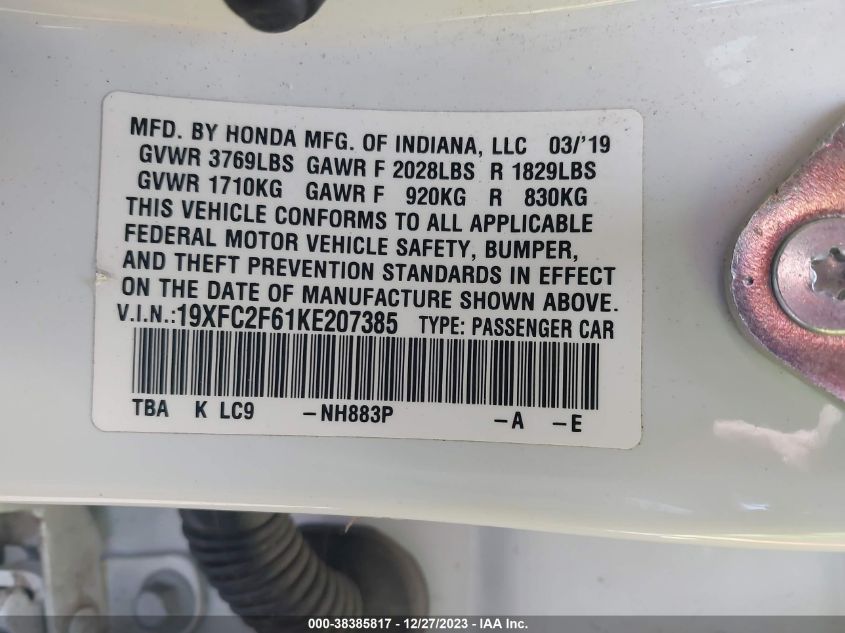 MFD. BY HONDA MFG. OF INDIANA, LLC 03/'19
GVWR 3769LBS GAWR F 2028LBS R 1829LBS
GVWR 1710KG GAWR F 920KG R 830KG
THIS VEHICLE CONFORMS TO ALL APPLICABLE
FEDERAL MOTOR VEHICLE SAFETY, BUMPER,
AND THEFT PREVENTION STANDARDS IN EFFECT
ON THE DATE OF MANUFACTURE SHOWN ABOVE.
V.I.N.:19XFC2F61KE207385 TYPE: PASSENGER CAR
TBA K LC9 -NH883P -A -E
000-38385817 - 12/27/2023 - IAA Inc.